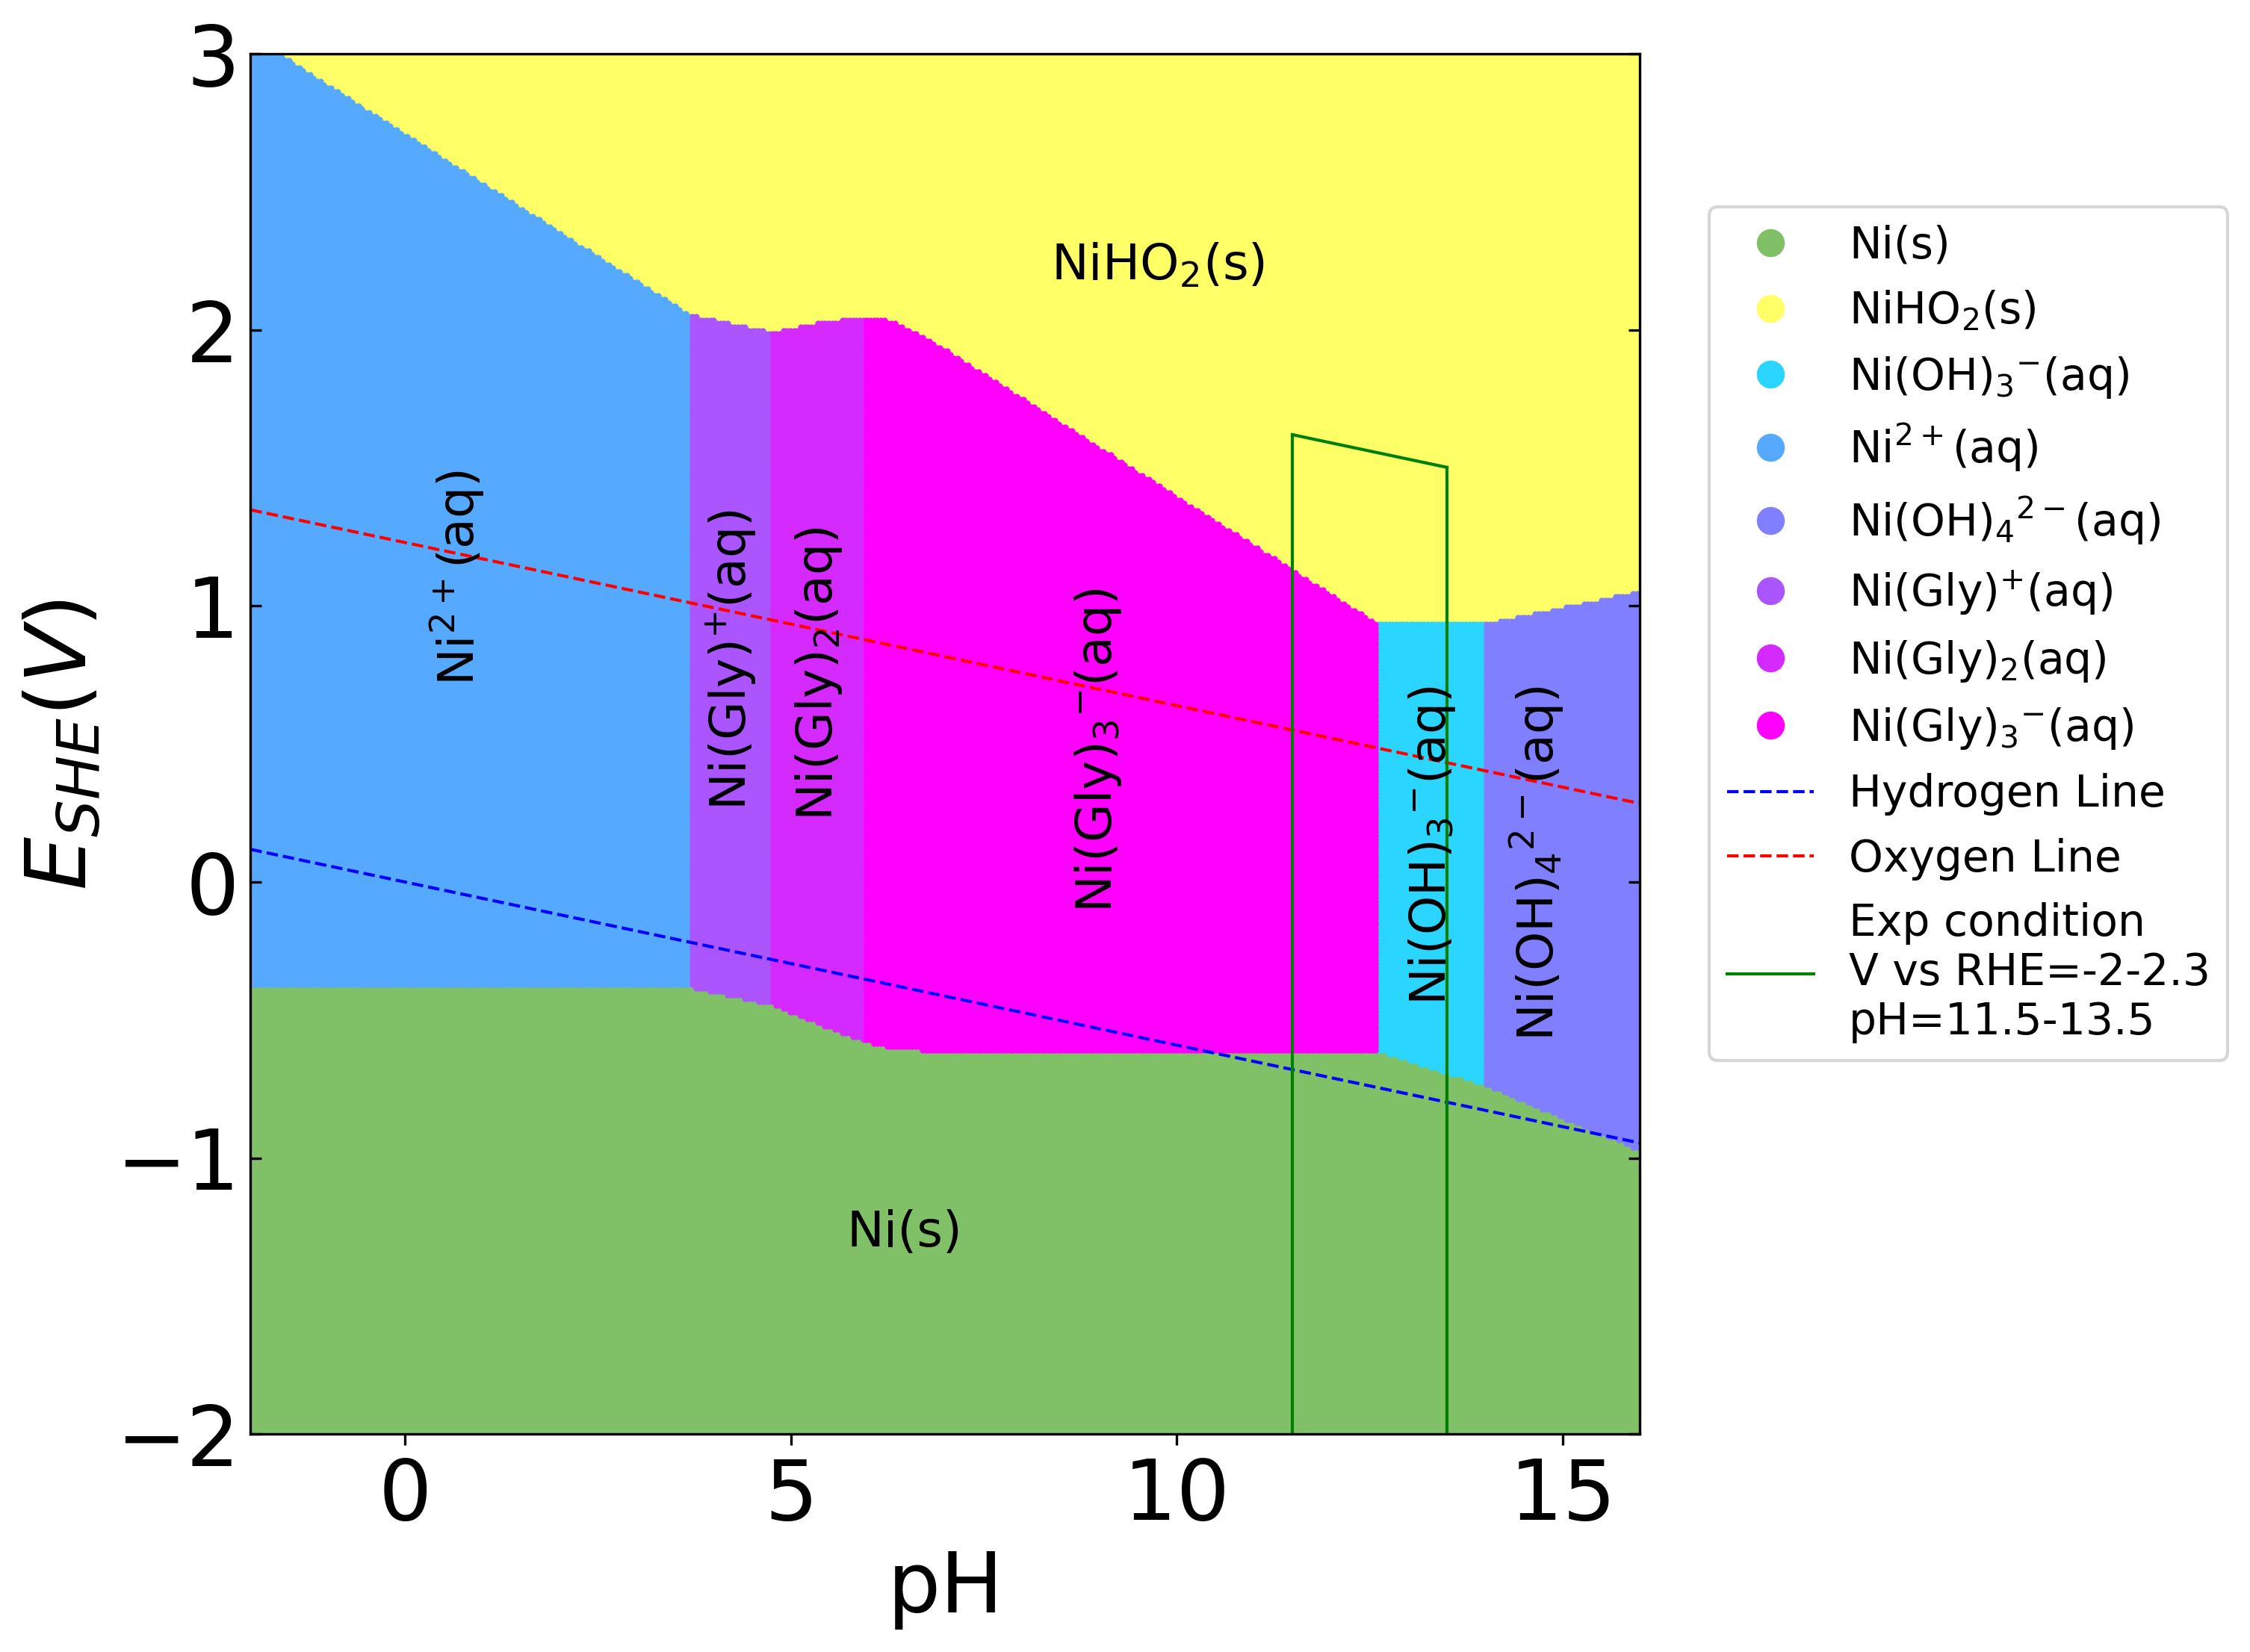 3
2
1
0
−1
−2
E_SHE(V)
0
5
10
15
pH
NiHO₂(s)
Ni²⁺(aq)
Ni(Gly)⁺(aq)
Ni(Gly)₂(aq)
Ni(Gly)₃⁻(aq)
Ni(OH)₃⁻(aq)
Ni(OH)₄²⁻(aq)
Ni(s)
Ni(s)
NiHO₂(s)
Ni(OH)₃⁻(aq)
Ni²⁺(aq)
Ni(OH)₄²⁻(aq)
Ni(Gly)⁺(aq)
Ni(Gly)₂(aq)
Ni(Gly)₃⁻(aq)
Hydrogen Line
Oxygen Line
Exp condition
V vs RHE=-2-2.3
pH=11.5-13.5